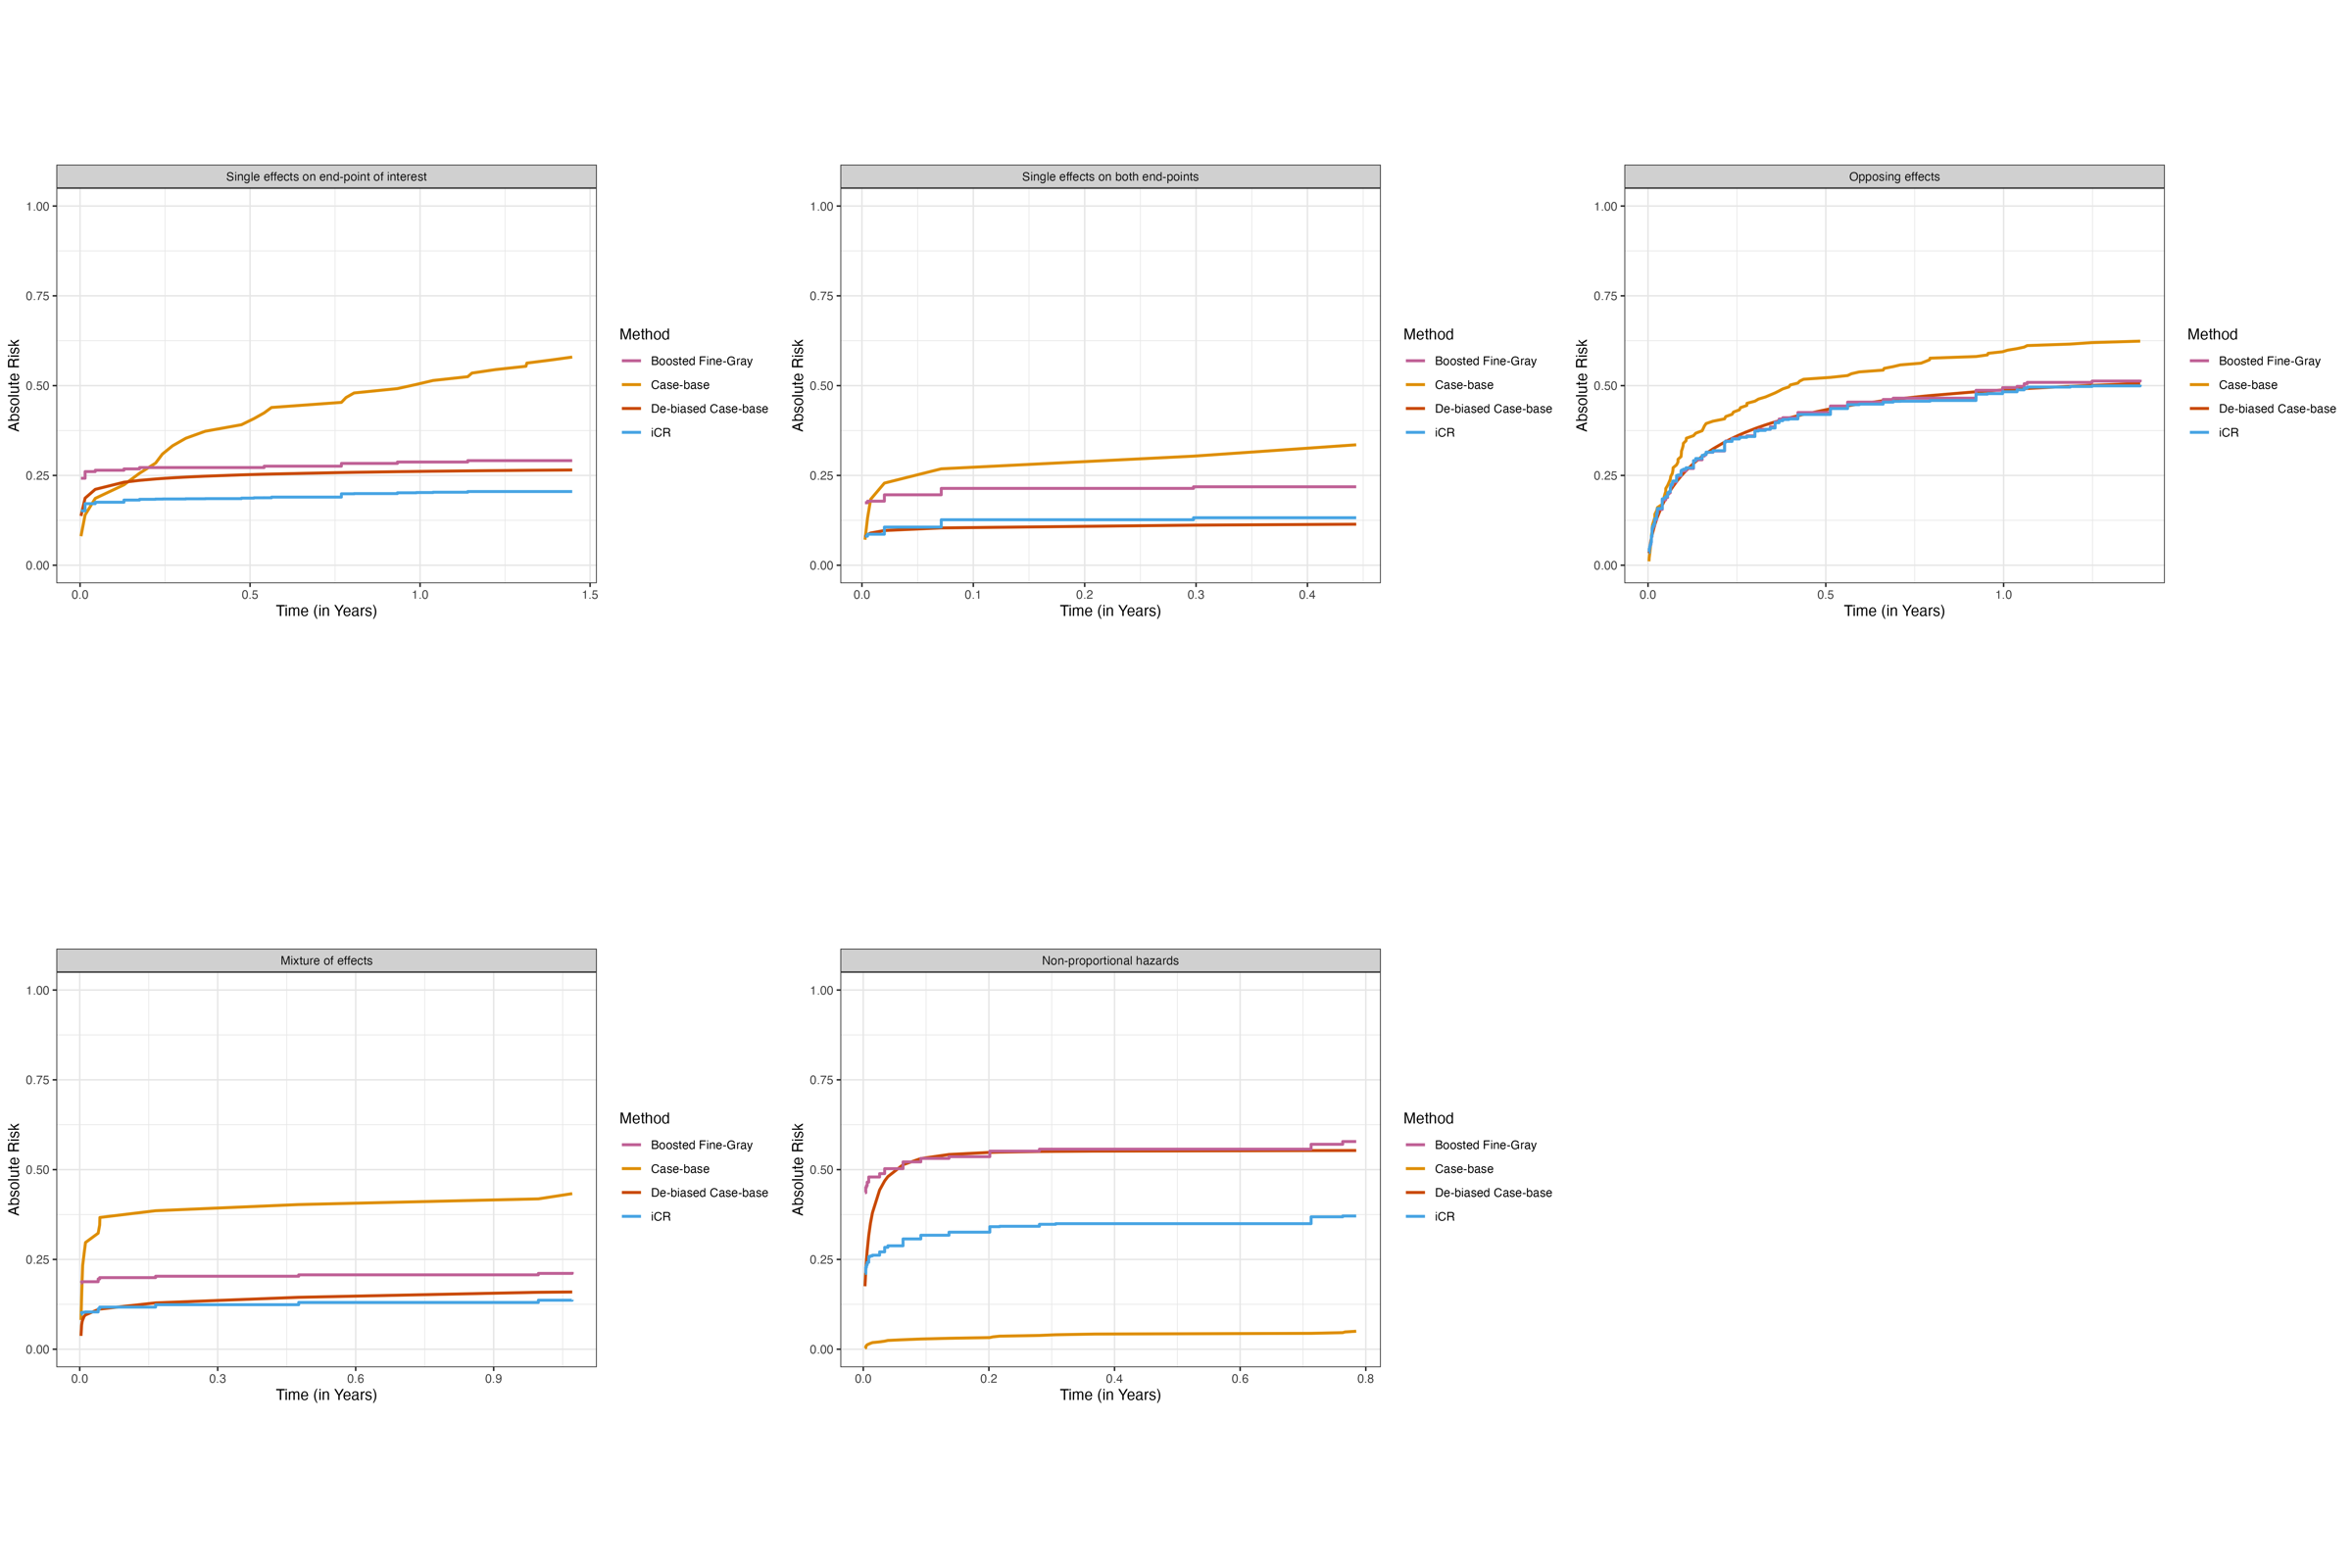 Single effects on end-point of interest
1.00
0.75
0.50
0.25
0.00
Absolute Risk
0.0 0.5 1.0 1.5
Time (in Years)
Method
Boosted Fine-Gray
Case-base
De-biased Case-base
iCR
Single effects on both end-points
1.00
0.75
0.50
0.25
0.00
Absolute Risk
0.0 0.1 0.2 0.3 0.4
Time (in Years)
Method
Boosted Fine-Gray
Case-base
De-biased Case-base
iCR
Opposing effects
1.00
0.75
0.50
0.25
0.00
Absolute Risk
0.0 0.5 1.0
Time (in Years)
Method
Boosted Fine-Gray
Case-base
De-biased Case-base
iCR
Mixture of effects
1.00
0.75
0.50
0.25
0.00
Absolute Risk
0.0 0.3 0.6 0.9
Time (in Years)
Method
Boosted Fine-Gray
Case-base
De-biased Case-base
iCR
Non-proportional hazards
1.00
0.75
0.50
0.25
0.00
Absolute Risk
0.0 0.2 0.4 0.6 0.8
Time (in Years)
Method
Boosted Fine-Gray
Case-base
De-biased Case-base
iCR